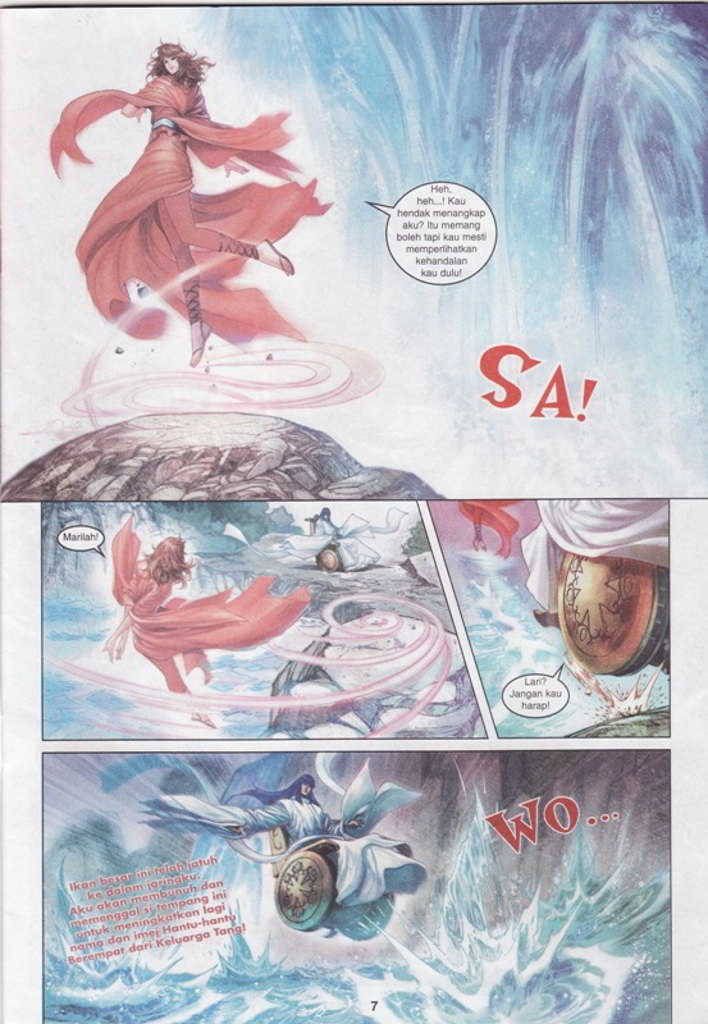 Heh,
heh...! Kau
hendak menangkap
aku? Itu memang
boleh tapi kau mesti
memperlihatkan
kehandalan
kau dulu!
SA!
Marilah!
Lari?
Jangan kau
harap!
WO...
Ikan besar ini telah jatuh
ke dalam jaringku.
Aku akan membunuh dan
memenggal si tempang ini
untuk meningkatkan lagi
nama dan imej Hantu-hantu
Berempat dari Keluarga Tang!
7